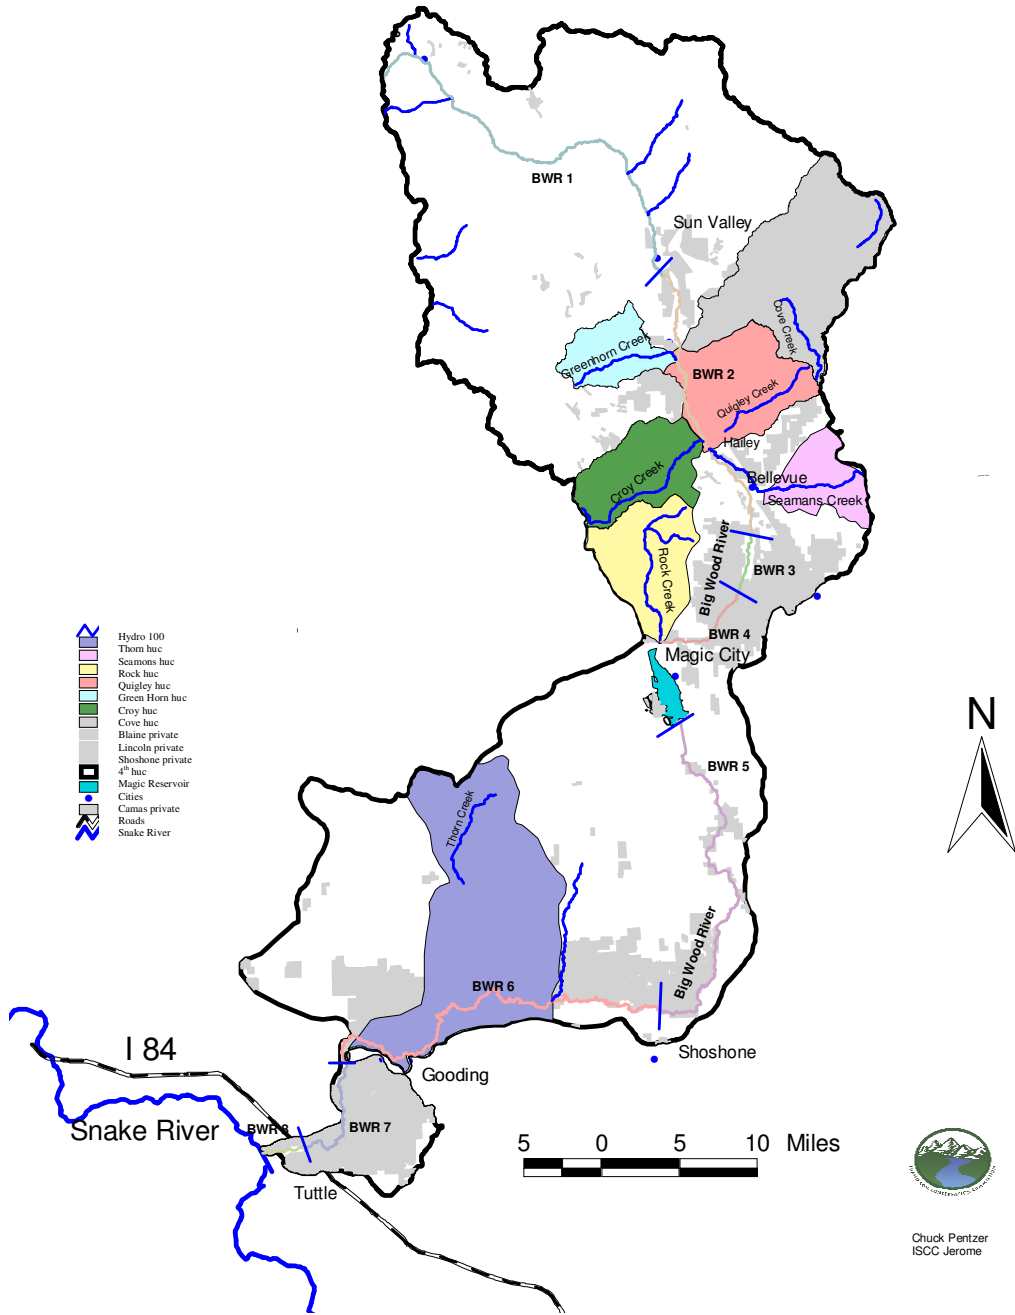 BWR 1
Sun Valley
Cove Creek
Greenhorn Creek
BWR 2
Quigley Creek
Hailey
Croy Creek
Bellevue
Seamans Creek
Big Wood River
BWR 3
Rock Creek
BWR 4
Magic City
Hydro 100
Thorn huc
Seamons huc
Rock huc
Quigley huc
Green Horn huc
Croy huc
Cove huc
Blaine private
Lincoln private
Shoshone private
4th huc
Magic Reservoir
Cities
Camas private
Roads
Snake River
N
BWR 5
Thorn Creek
Big Wood River
BWR 6
I 84
Shoshone
Gooding
Snake River
BWR 8
BWR 7
5 0 5 10 Miles
Tuttle
Chuck Pentzer
ISCC Jerome